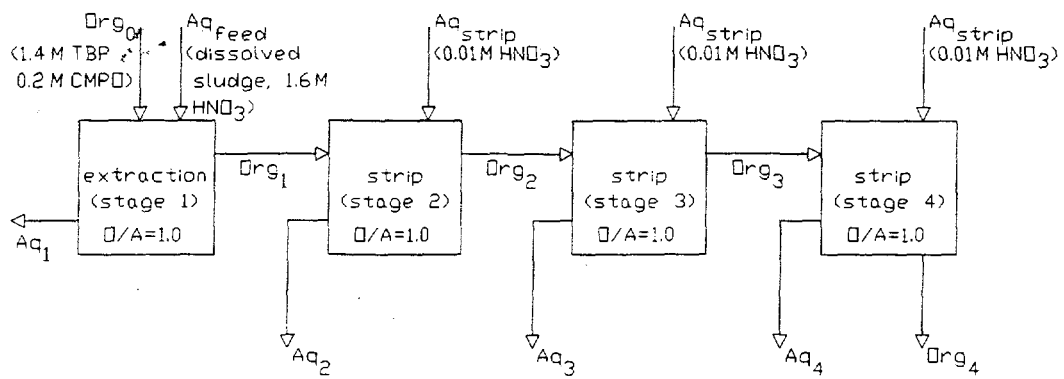 Org0
(1.4 M TBP
0.2 M CMPO)
Aqfeed
(dissolved
sludge, 1.6 M
HNO3)
Aqstrip
(0.01M HNO3)
Aqstrip
(0.01M HNO3)
Aqstrip
(0.01M HNO3)
extraction
(stage 1)
O/A=1.0
Org1
strip
(stage 2)
O/A=1.0
Org2
strip
(stage 3)
O/A=1.0
Org3
strip
(stage 4)
O/A=1.0
Aq1
Aq2
Aq3
Aq4
Org4